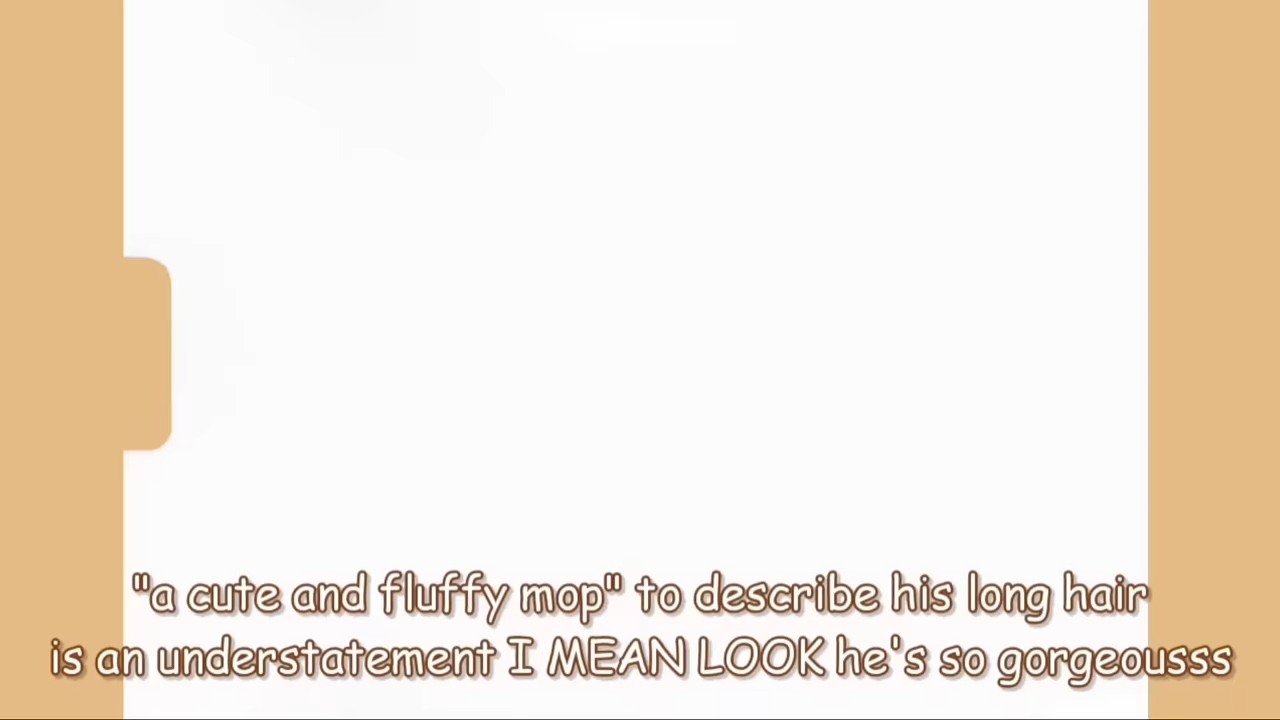 "a cute and fluffy mop" to describe his long hair
is an understatement I MEAN LOOK he's so gorgeousss